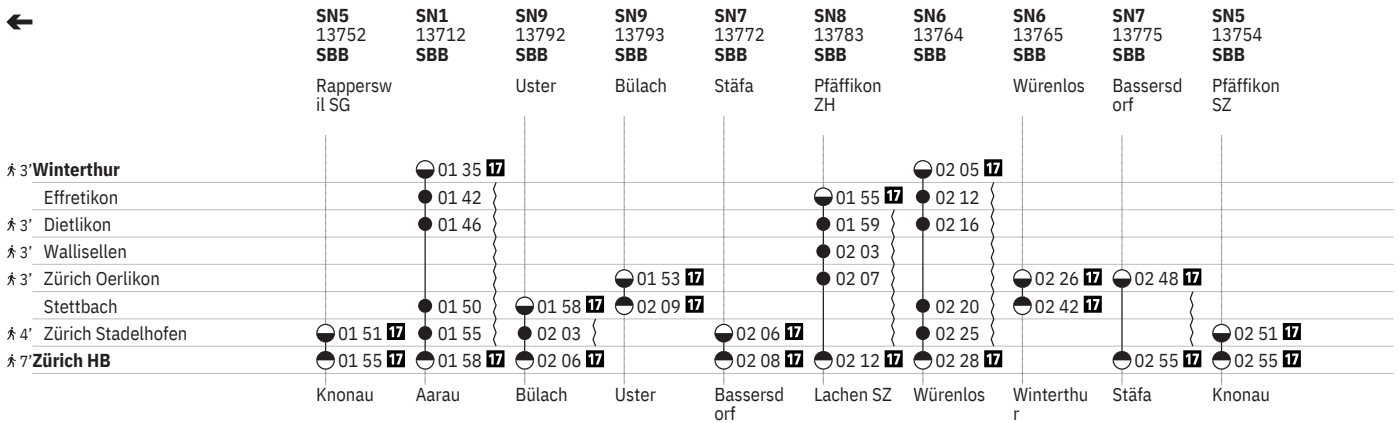 SN5 SN1 SN9 SN9 SN7 SN8 SN6 SN6 SN7 SN5
13752 13712 13792 13793 13772 13783 13764 13765 13775 13754
SBB SBB SBB SBB SBB SBB SBB SBB SBB SBB
Rappersw Uster Bülach Stäfa Pfäffikon Würenlos Bassersd Pfäffikon
il SG ZH orf SZ
3' Winterthur 01 35 17 02 05 17
Effretikon 01 42 01 55 17 02 12
3' Dietlikon 01 46 01 59 02 16
3' Wallisellen 02 03
3' Zürich Oerlikon 01 53 17 02 07 02 26 17 02 48 17
Stettbach 01 50 01 58 17 02 09 17 02 20 02 42 17
4' Zürich Stadelhofen 01 51 17 01 55 02 03 02 06 17 02 25 02 51 17
7' Zürich HB 01 55 17 01 58 17 02 06 17 02 08 17 02 12 17 02 28 17 02 55 17 02 55 17
Knonau Aarau Bülach Uster Bassersd Lachen SZ Würenlos Winterthu Stäfa Knonau
orf r